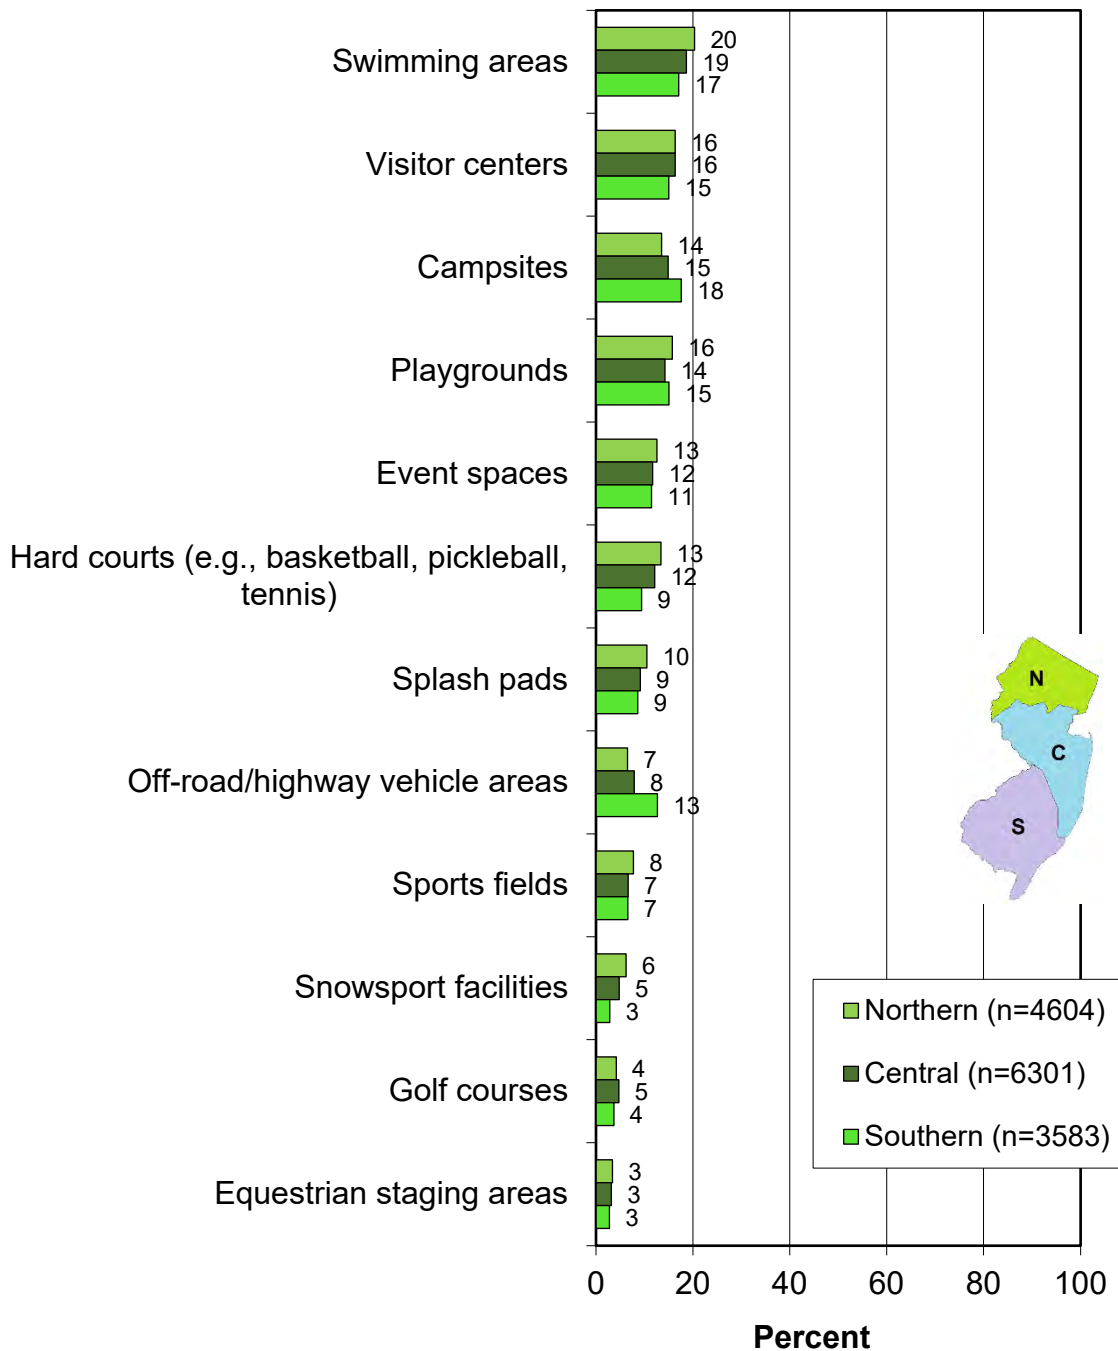 Swimming areas
20
19
17
Visitor centers
16
16
15
Campsites
14
15
18
Playgrounds
16
14
15
Event spaces
13
12
11
Hard courts (e.g., basketball, pickleball,
tennis)
13
12
9
Splash pads
10
9
9
Off-road/highway vehicle areas
7
8
13
Sports fields
8
7
7
Snowsport facilities
6
5
3
Golf courses
4
5
4
Equestrian staging areas
3
3
3
N
C
S
Northern (n=4604)
Central (n=6301)
Southern (n=3583)
0 20 40 60 80 100
Percent